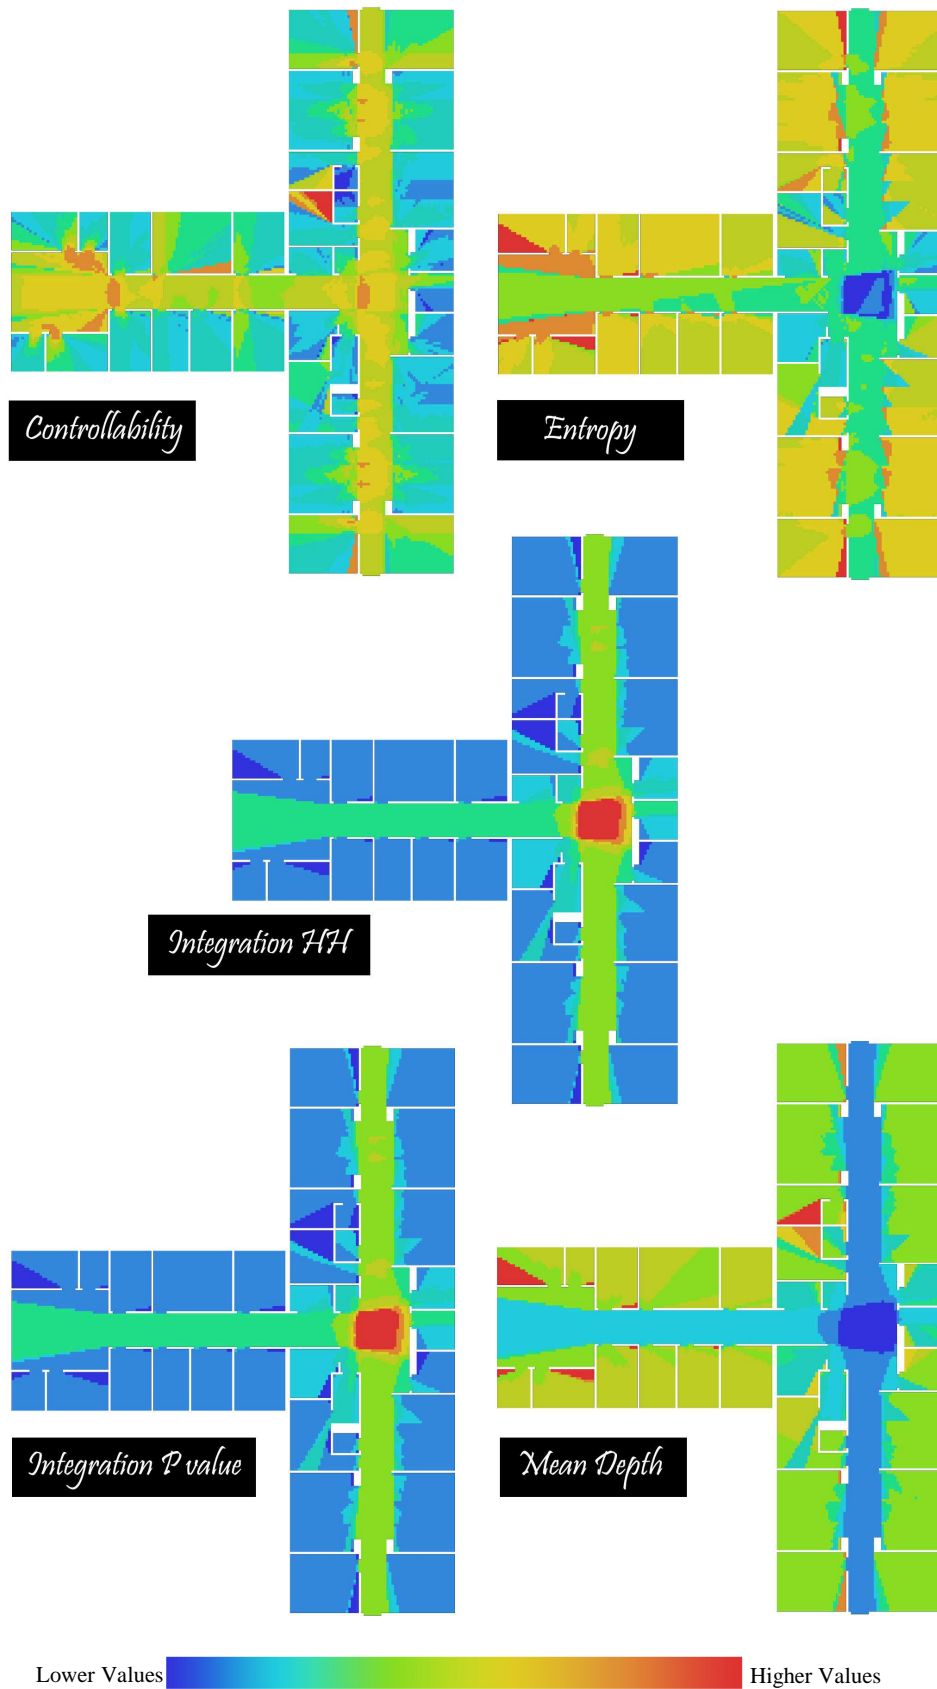 Controllability
Entropy
Integration HH
Integration P value
Mean Depth
Lower Values
Higher Values